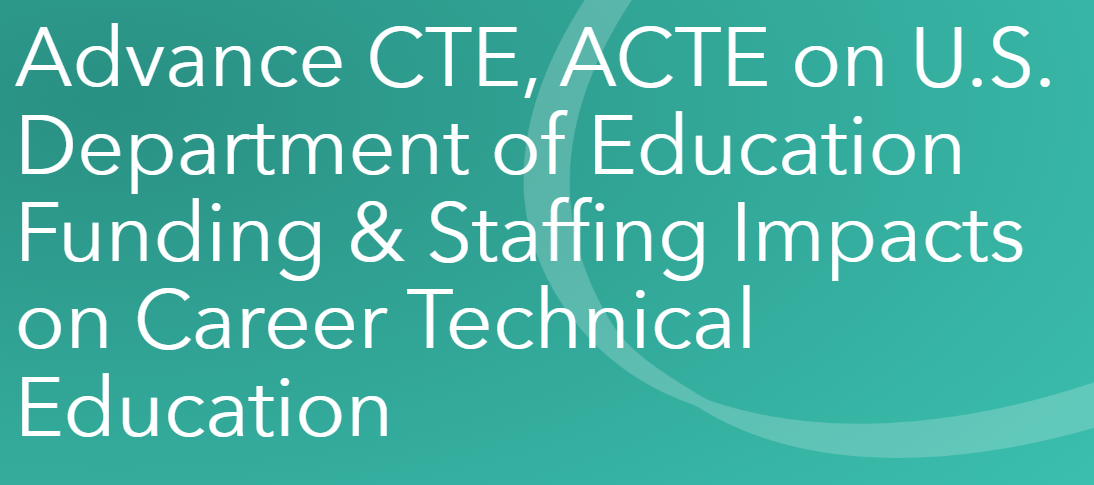 Advance CTE, ACTE on U.S.
Department of Education
Funding & Staffing Impacts
on Career Technical
Education